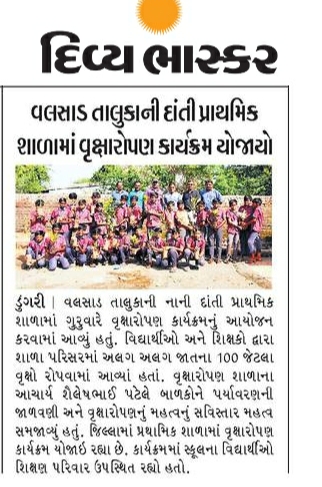 દિવ્ય ભાસ્કર
વલસાડ તાલુકાની દાંતી પ્રાથમિક
શાળામાં વૃક્ષારોપણ કાર્યક્રમ યોજાયો
ડુંગરી | વલસાડ તાલુકાની નાની દાંતી પ્રાથમિક
શાળામાં ગુરુવારે વૃક્ષારોપણ કાર્યક્રમનું આયોજન
કરવામાં આવ્યું હતું. વિદ્યાર્થીઓ અને શિક્ષકો દ્વારા
શાળા પરિસરમાં અલગ અલગ જાતના 100 જેટલા
વૃક્ષો રોપવામાં આવ્યાં હતાં. વૃક્ષારોપણ શાળાના
આચાર્ય શૈલેષભાઈ પટેલે બાળકોને પર્યાવરણની
જાળવણી અને વૃક્ષારોપણનું મહત્વનું સવિસ્તાર મહત્વ
સમજાવ્યું હતું. જિલ્લામાં પ્રથામિક શાળામાં વૃક્ષારોપણ
કાર્યક્રમ યોજાઈ રહ્યા છે. કાર્યક્રમમાં સ્કૂલના વિદ્યાર્થીઓ
શિક્ષણ પરિવાર ઉપસ્થિત રહ્યો હતો.